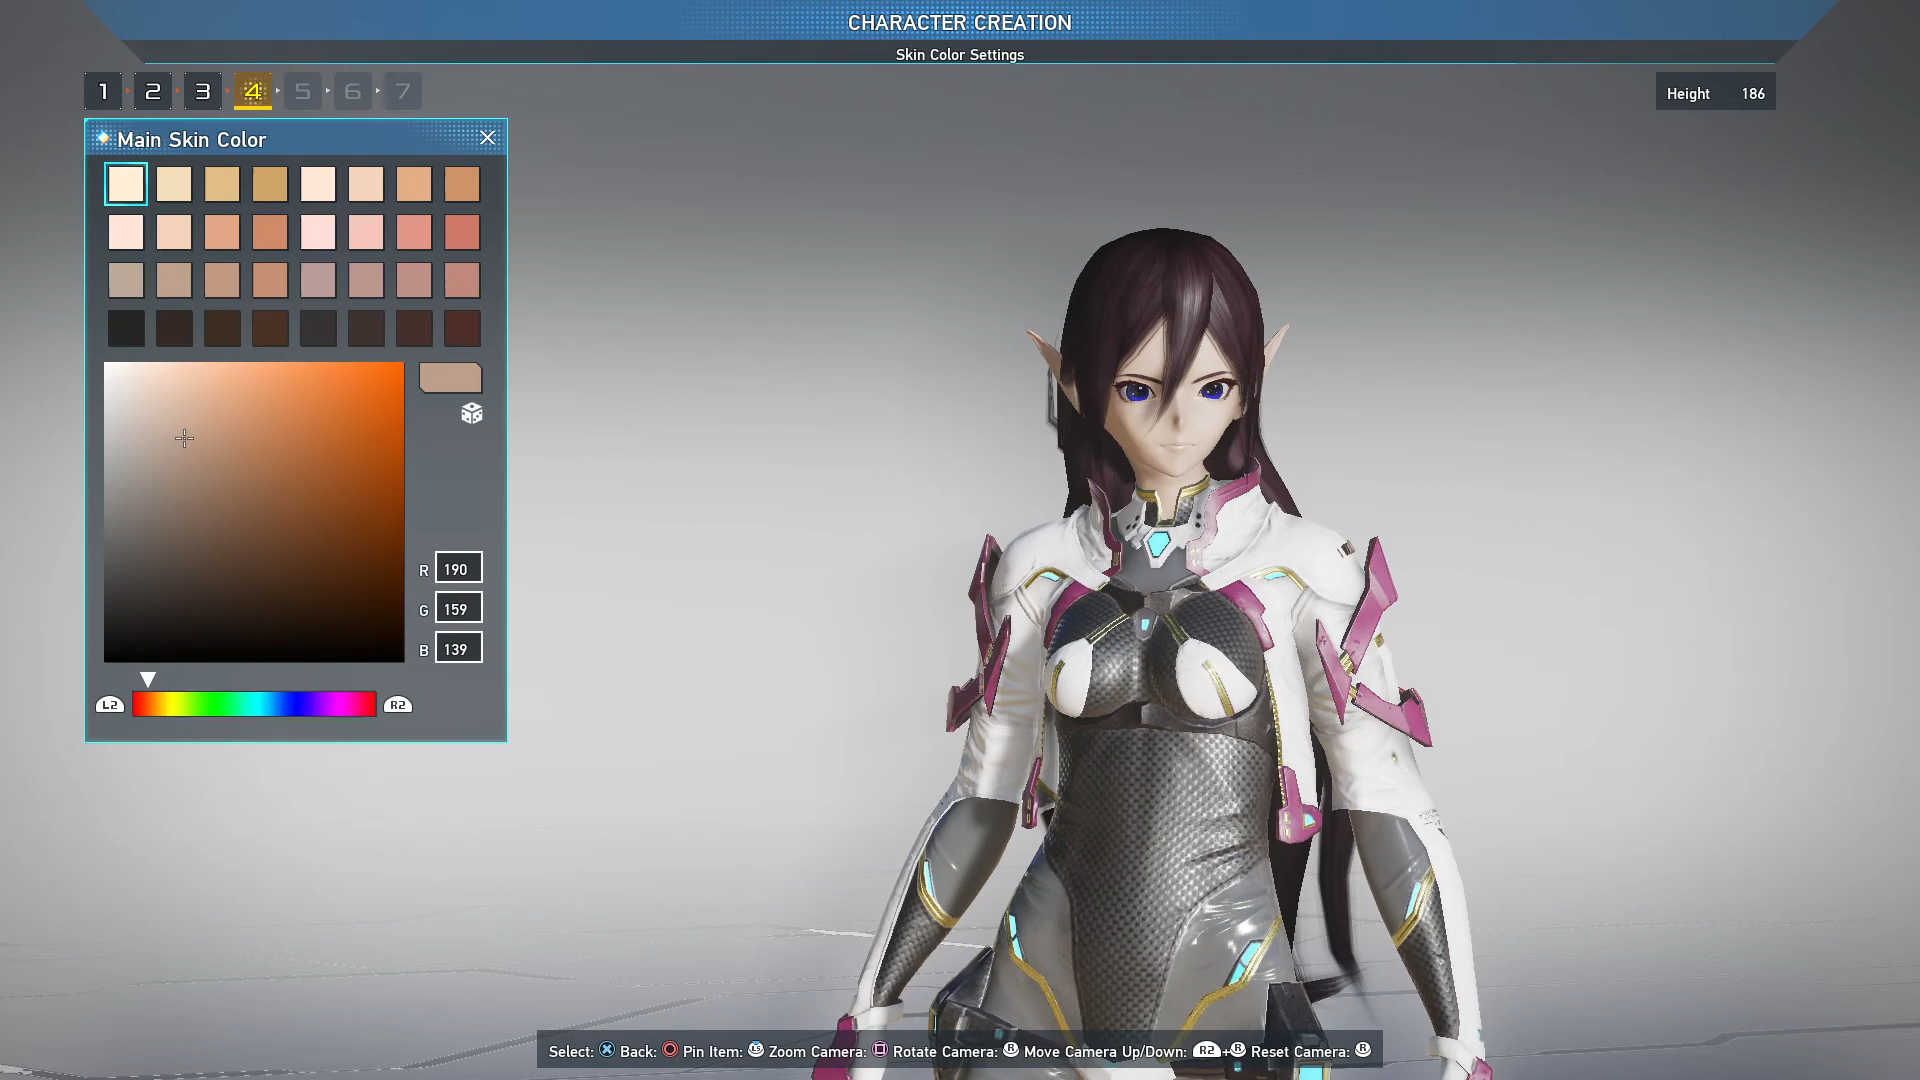 CHARACTER CREATION
Skin Color Settings
1 2 3 4 5 6 7
Height 186
Main Skin Color
R 190
G 159
B 139
L2 R2
Select: Back: Pin Item: LS Zoom Camera: Rotate Camera: R Move Camera Up/Down: R2 + R Reset Camera: R